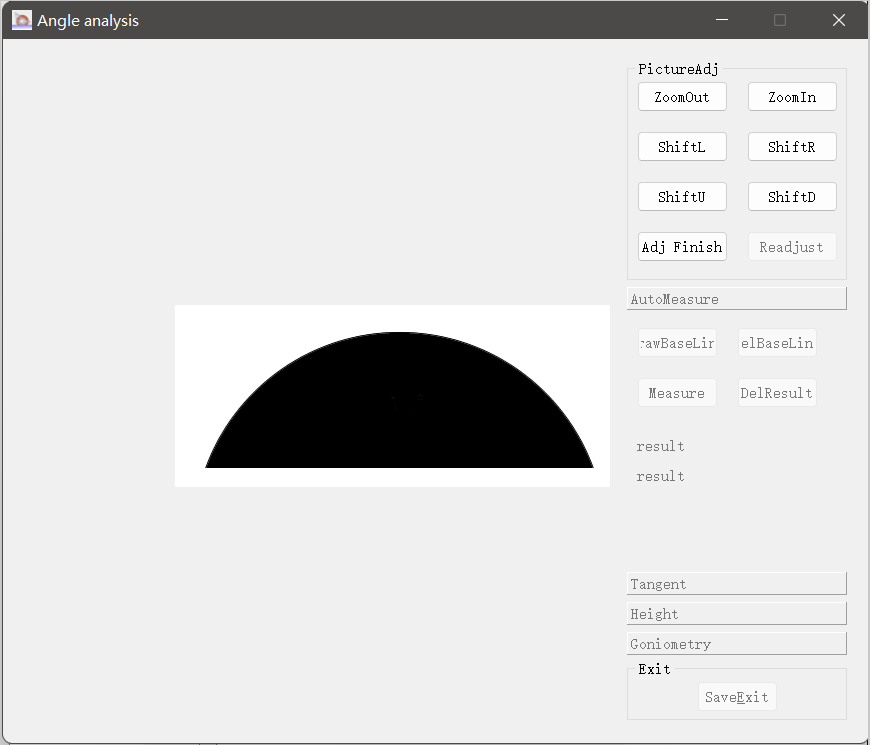 Angle analysis
PictureAdj
ZoomOut ZoomIn
ShiftL ShiftR
ShiftU ShiftD
Adj Finish Readjust
AutoMeasure
rawBaseLin elBaseLin
Measure DelResult
result
result
Tangent
Height
Goniometry
Exit
SaveExit